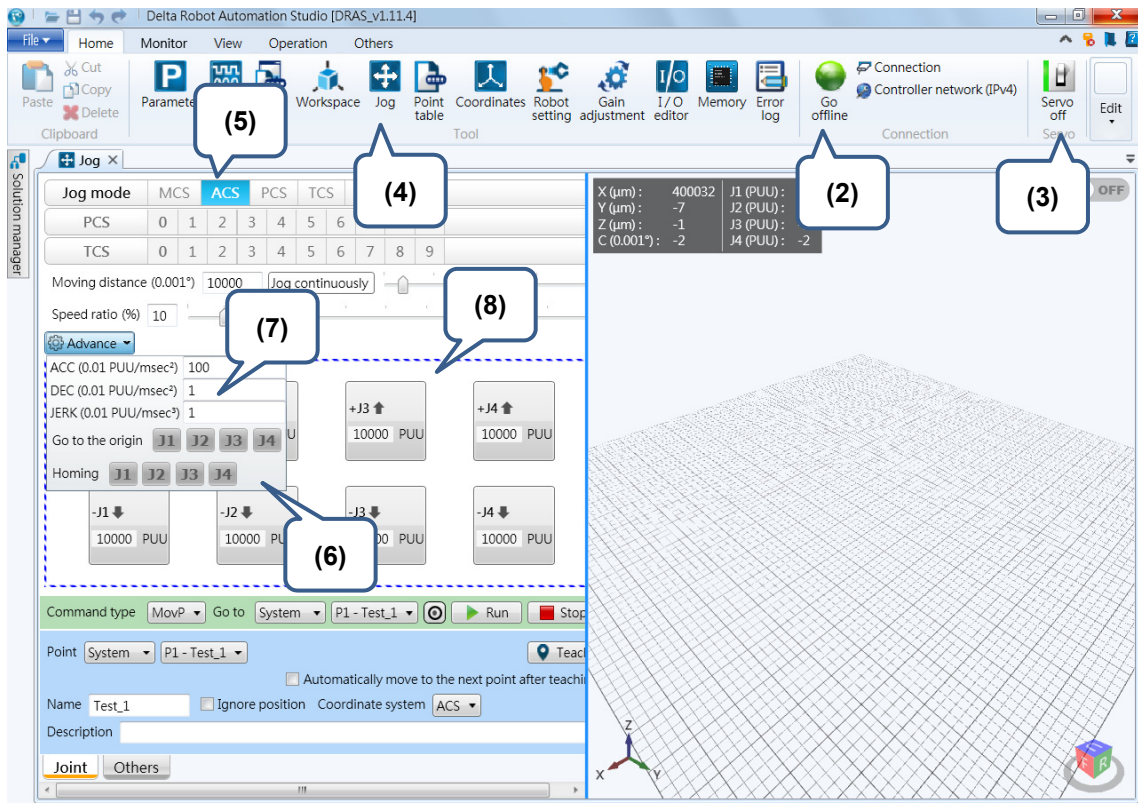 Delta Robot Automation Studio [DRAS_v1.11.4]
File Home Monitor View Operation Others
Paste
Cut
Copy
Delete
Clipboard
Workspace
Jog
Point table
Coordinates
Robot setting
Gain adjustment
I/O editor
Memory
Error log
Tool
Go offline
Connection
Controller network (IPv4)
Connection
Servo off
Servo
Edit
(5)
(4)
(2)
(3)
Solution manager
Jog
Jog mode MCS ACS PCS TCS
PCS 0 1 2 3 4 5 6
TCS 0 1 2 3 4 5 6 7 8 9
Moving distance (0.001°) 10000 Jog continuously
Speed ratio (%) 10
(7)
(8)
Advance
ACC (0.01 PUU/msec²) 100
DEC (0.01 PUU/msec²) 1
JERK (0.01 PUU/msec³) 1
Go to the origin J1 J2 J3 J4
Homing J1 J2 J3 J4
(6)
+J3
10000 PUU
+J4
10000 PUU
-J1
10000 PUU
-J2
10000
-J3
PUU
-J4
10000 PUU
Command type MovP Go to System P1 - Test_1 Run Stop
Point System P1 - Test_1
Automatically move to the next point after
Name Test_1 Ignore position Coordinate system ACS
Description
Joint Others
X (μm) : 400032 J1 (PUU) :
Y (μm) : -7 J2 (PUU) :
Z (μm) : -1 J3 (PUU) :
C (0.001°) : -2 J4 (PUU) : -2
OFF
Z
X
Y
F R